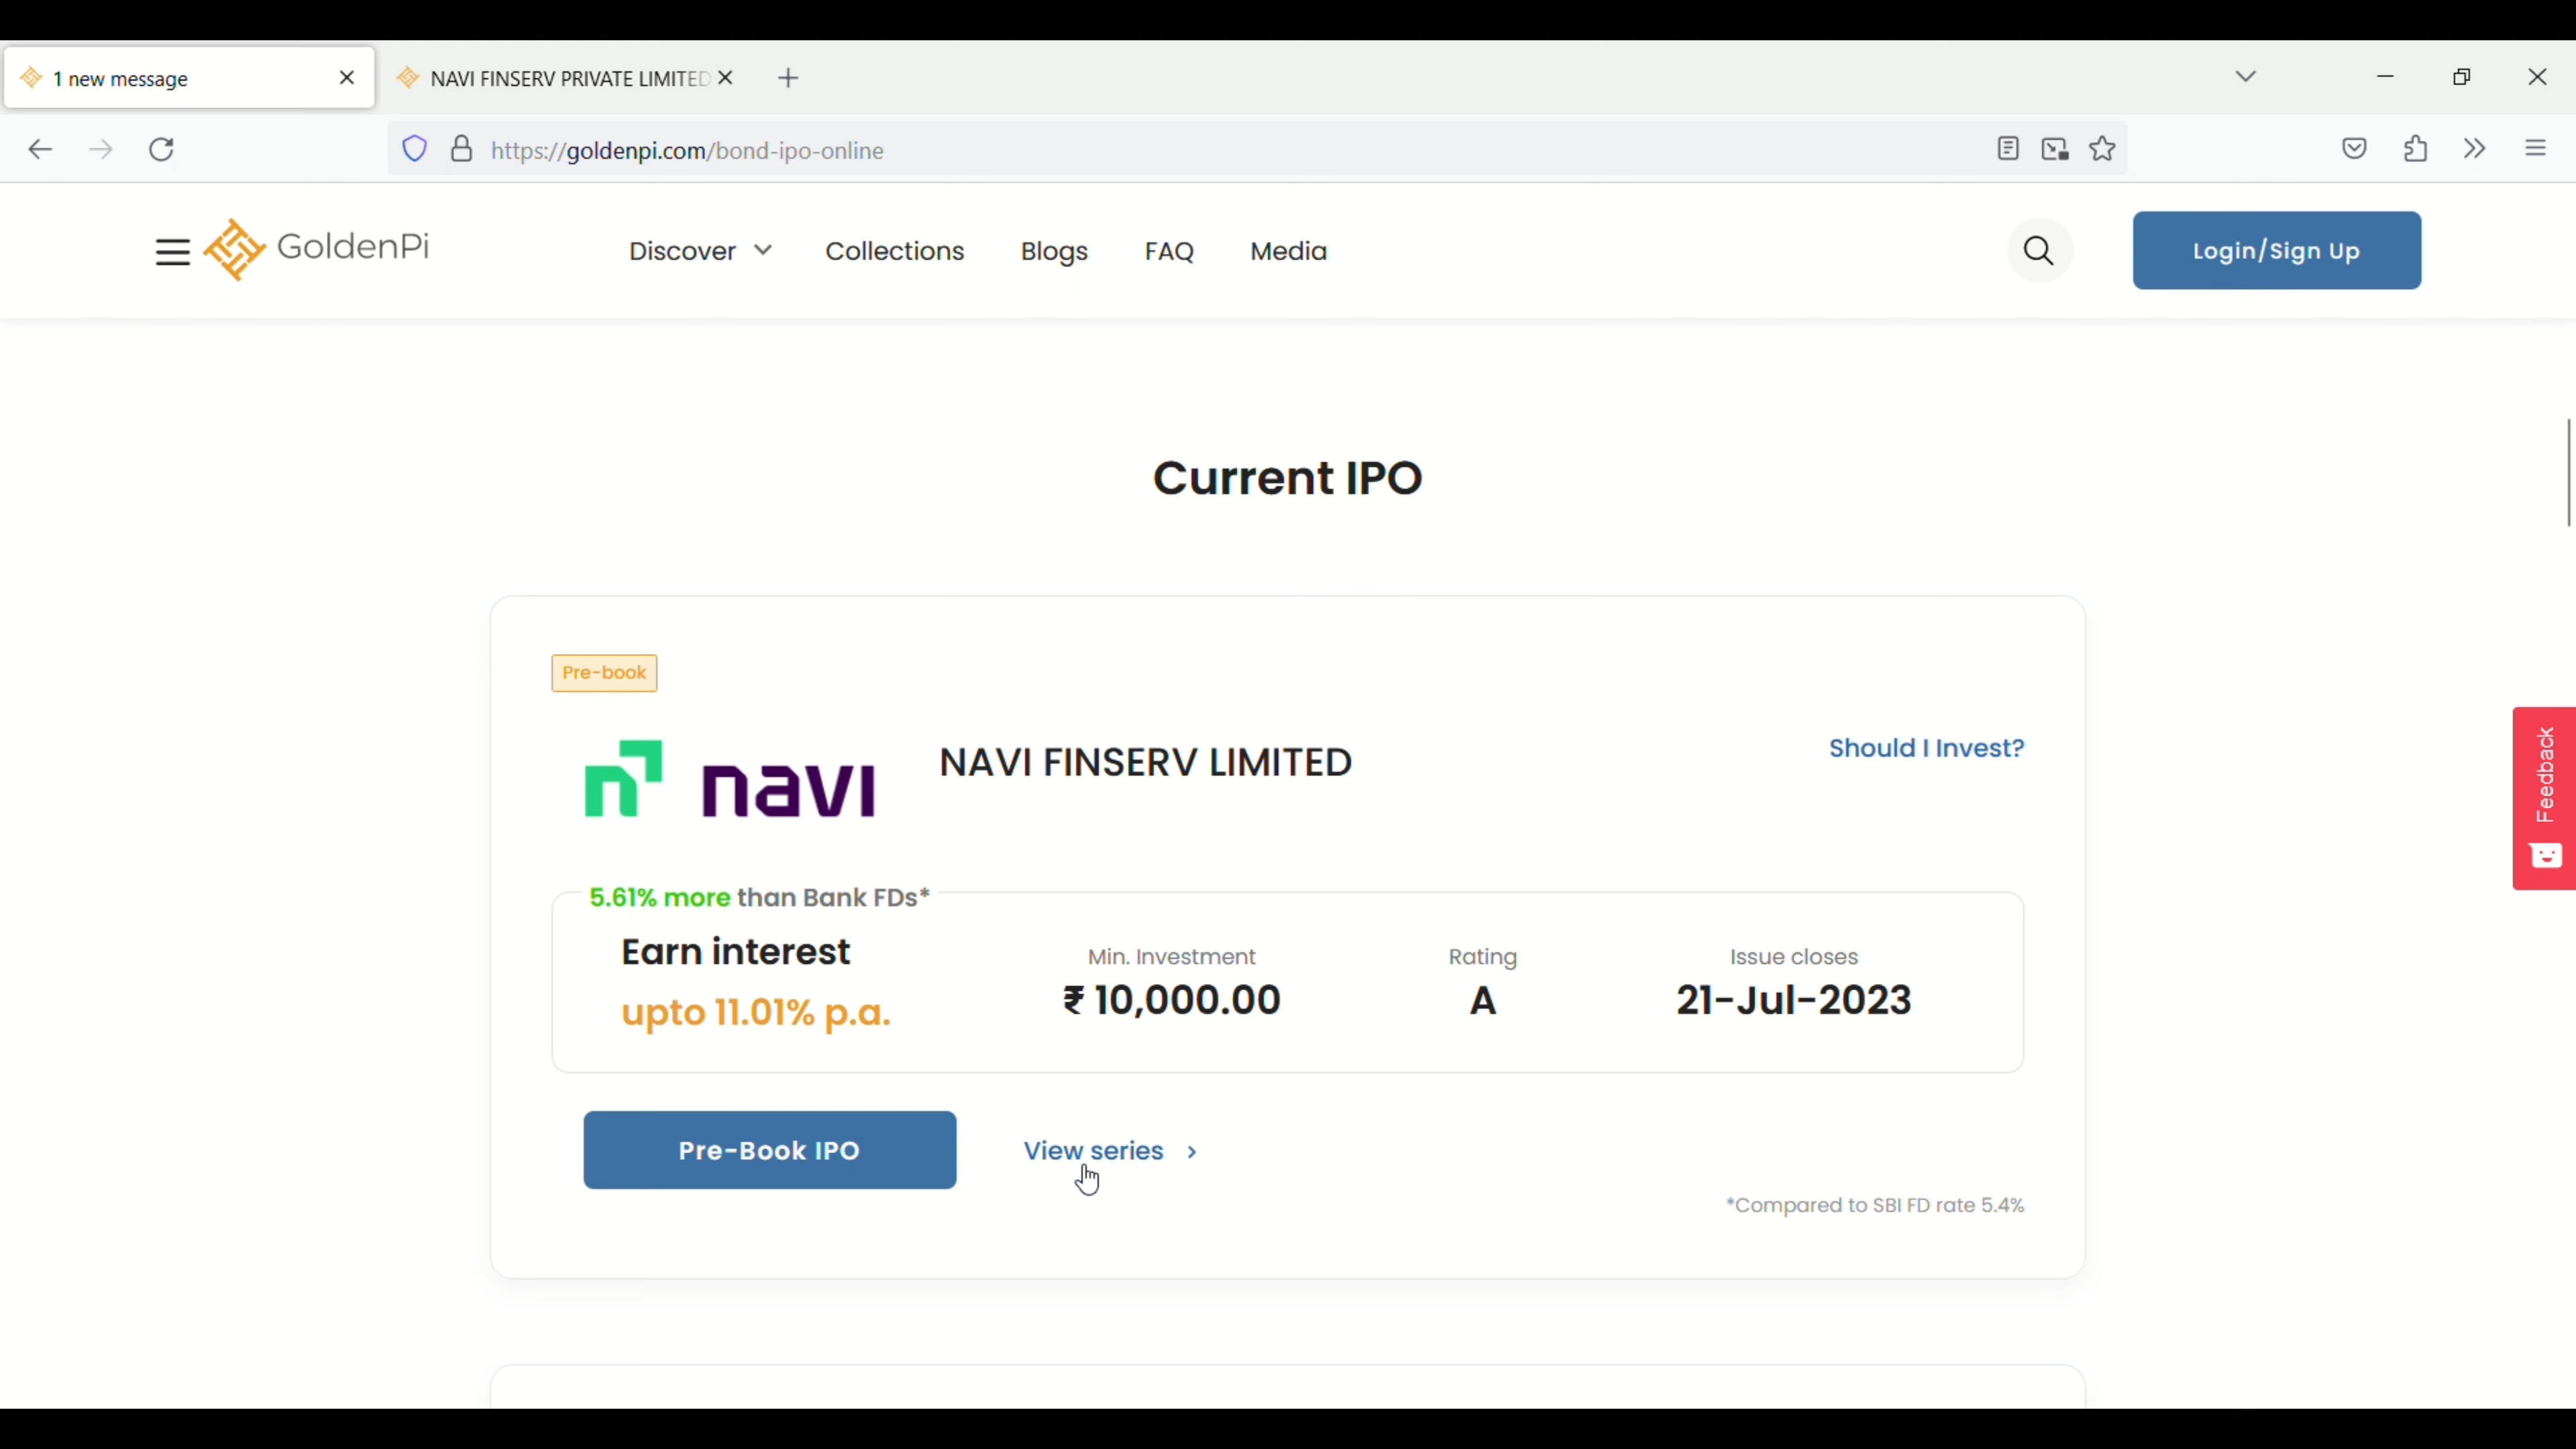 1 new message
NAVI FINSERV PRIVATE LIMITED
https://goldenpi.com/bond-ipo-online
GoldenPi
Discover
Collections
Blogs
FAQ
Media
Login/Sign Up
Current IPO
Pre-book
navi
NAVI FINSERV LIMITED
Should I Invest?
Feedback
5.61% more than Bank FDs*
Earn interest
upto 11.01% p.a.
Min. Investment
₹ 10,000.00
Rating
A
Issue closes
21-Jul-2023
Pre-Book IPO
View series
*Compared to SBI FD rate 5.4%